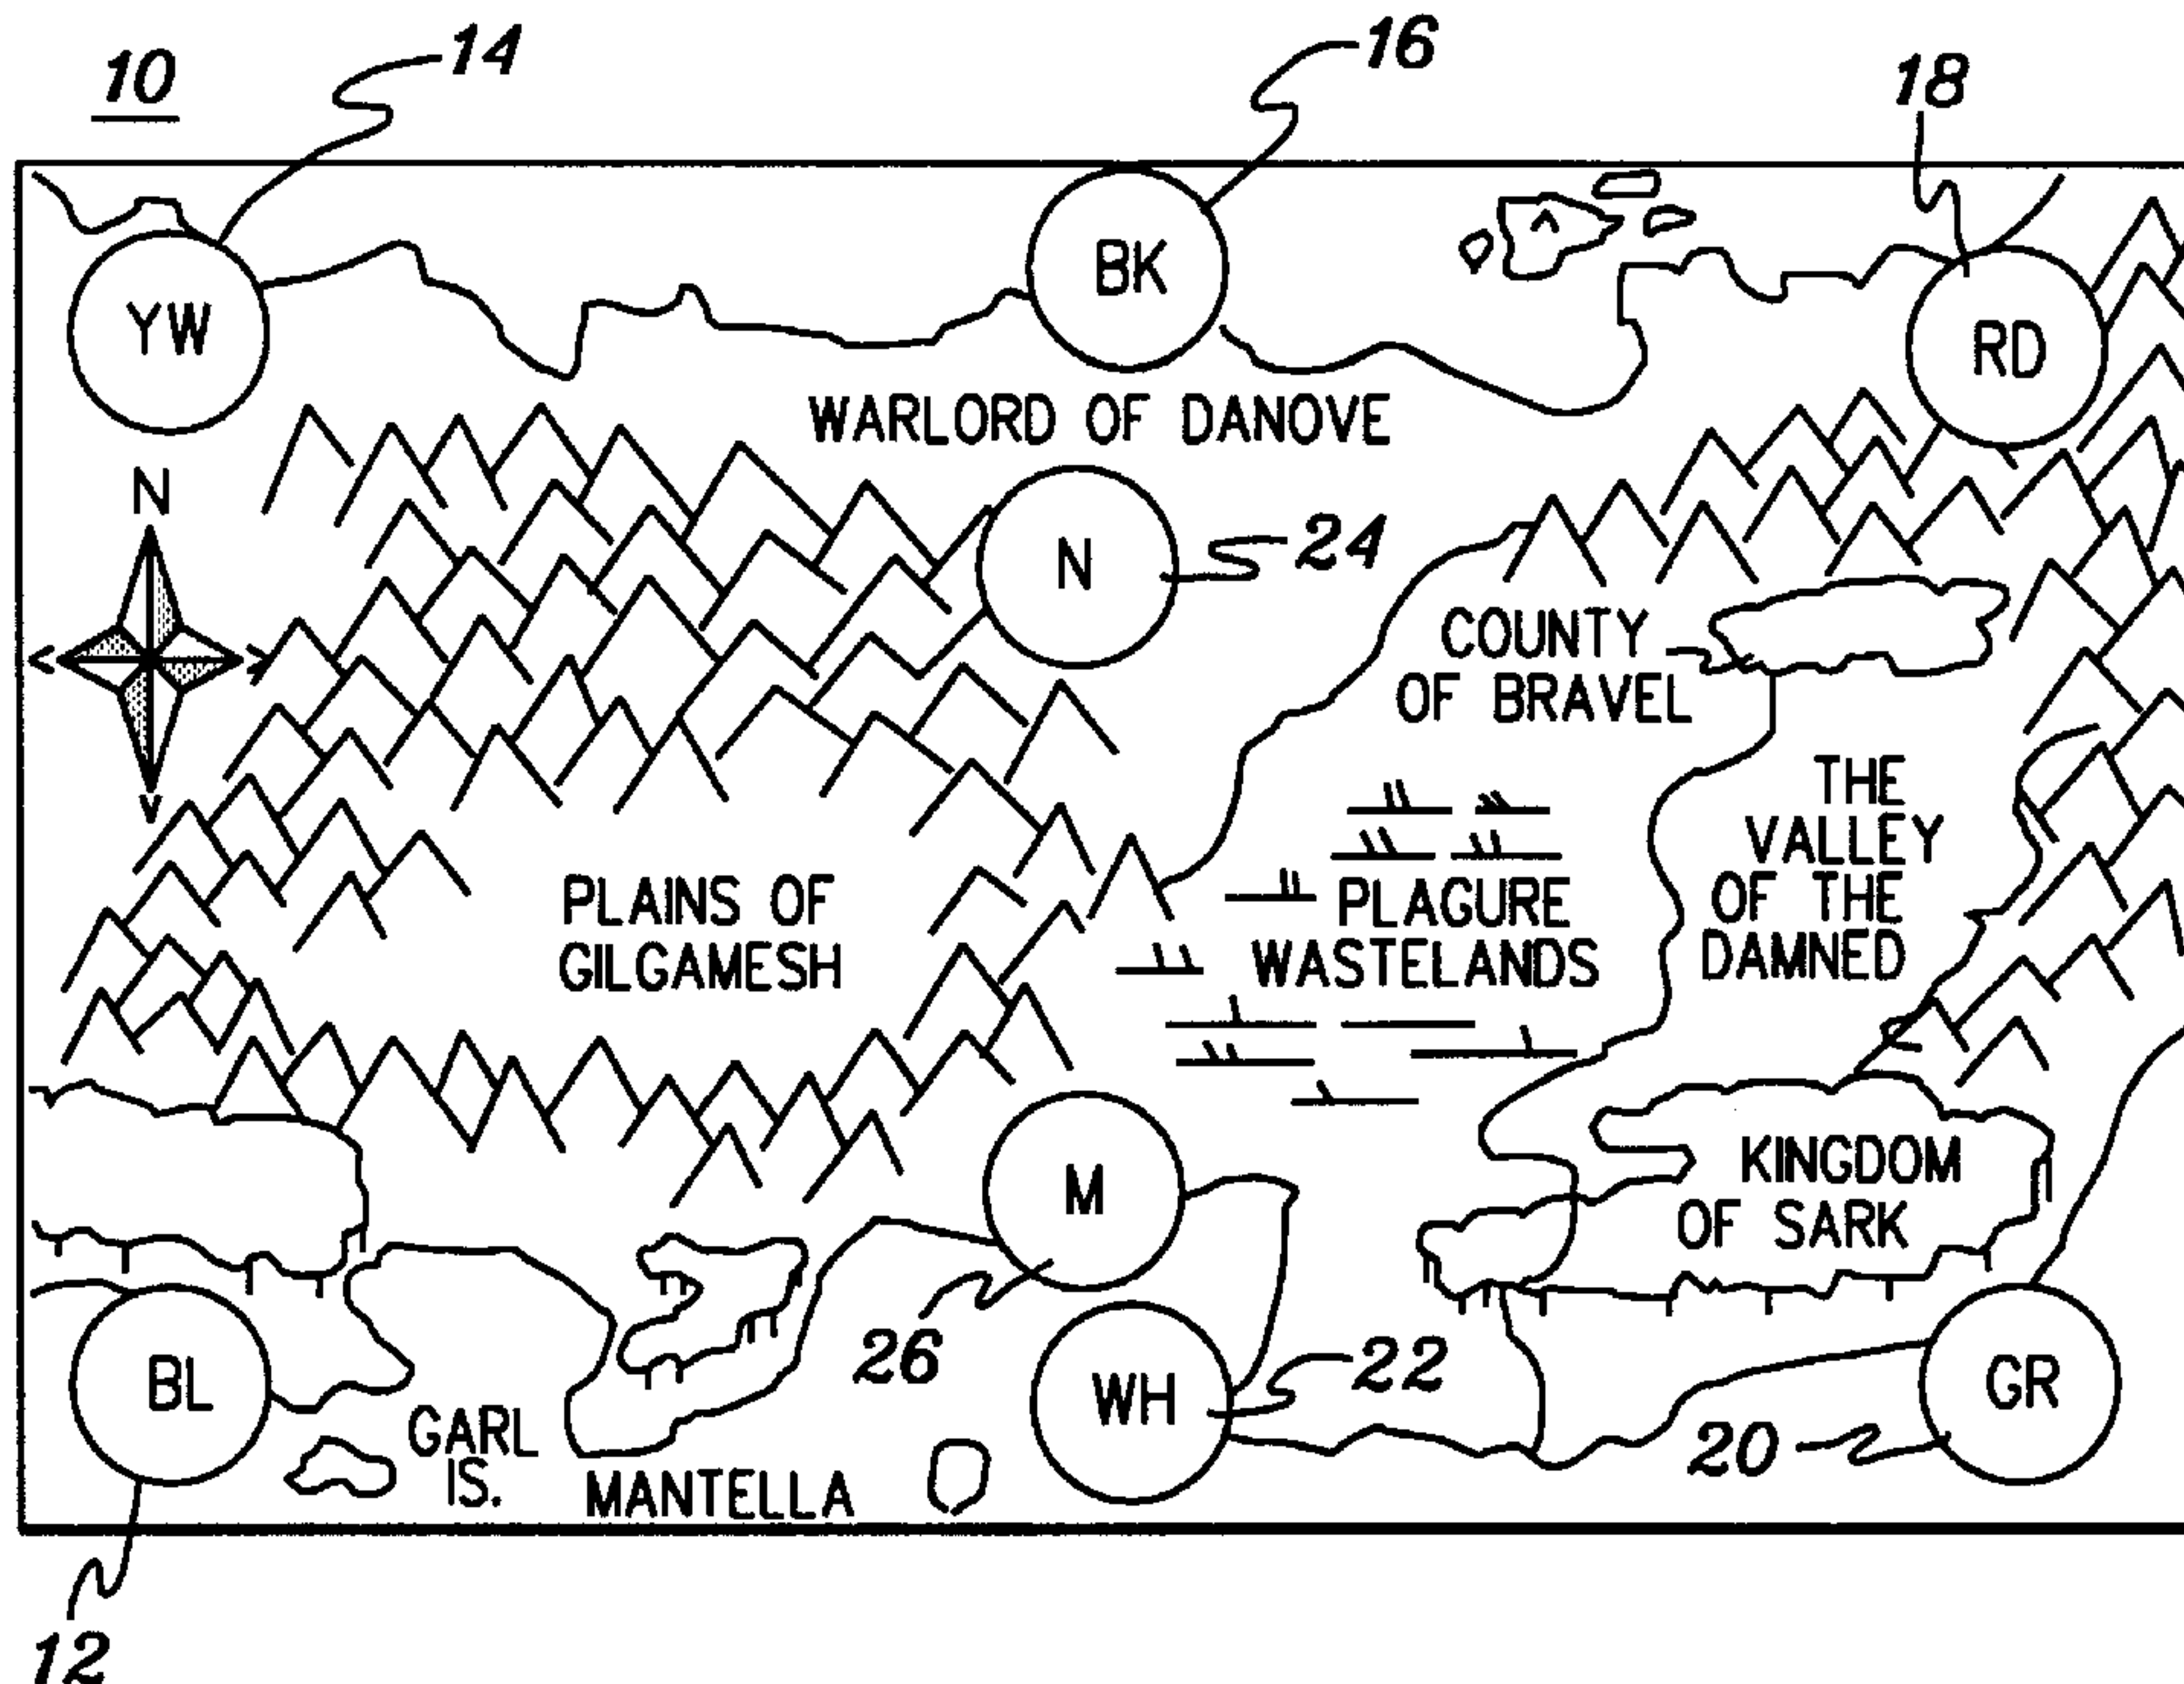 10
14
16
18
YW
BK
RD
WARLORD OF DANOVE
N
N
24
COUNTY
OF BRAVEL
THE
VALLEY
OF THE
DAMNED
PLAINS OF
GILGAMESH
PLAGURE
WASTELANDS
M
KINGDOM
OF SARK
BL
26
WH
22
GR
20
GARL
IS.
MANTELLA
12